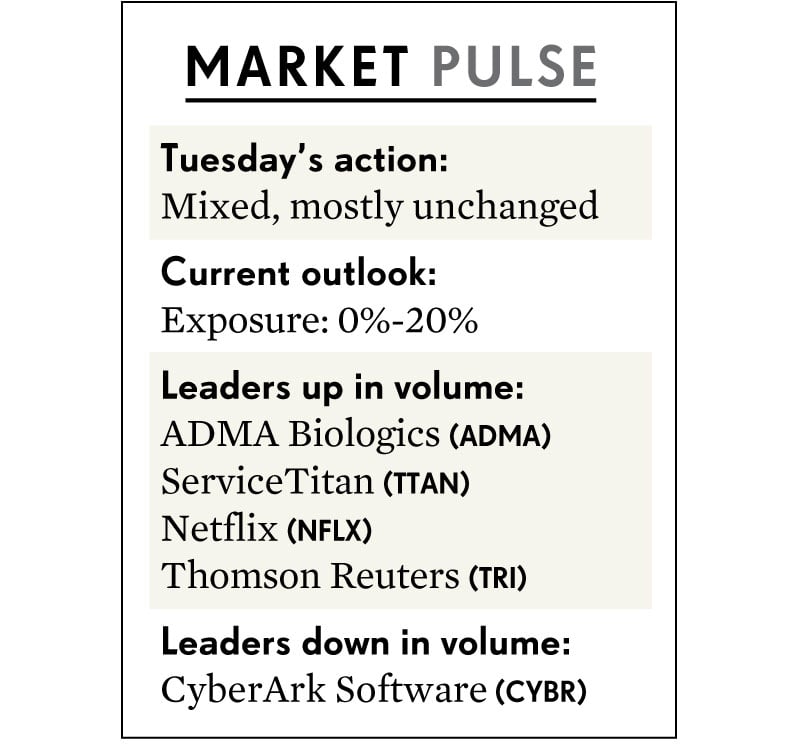 MARKET PULSE
Tuesday's action:
Mixed, mostly unchanged
Current outlook:
Exposure: 0%-20%
Leaders up in volume:
ADMA Biologics (ADMA)
ServiceTitan (TTAN)
Netflix (NFLX)
Thomson Reuters (TRI)
Leaders down in volume:
CyberArk Software (CYBR)